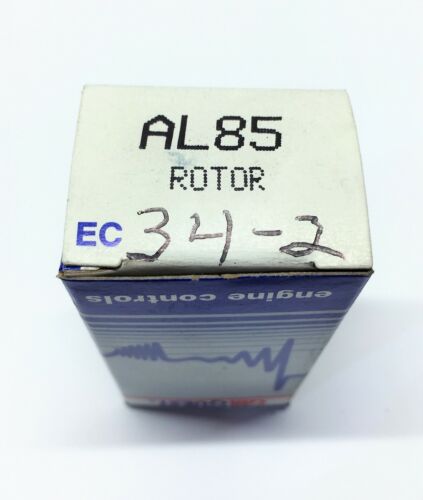 AL85
ROTOR
EC 34-2
engine controls